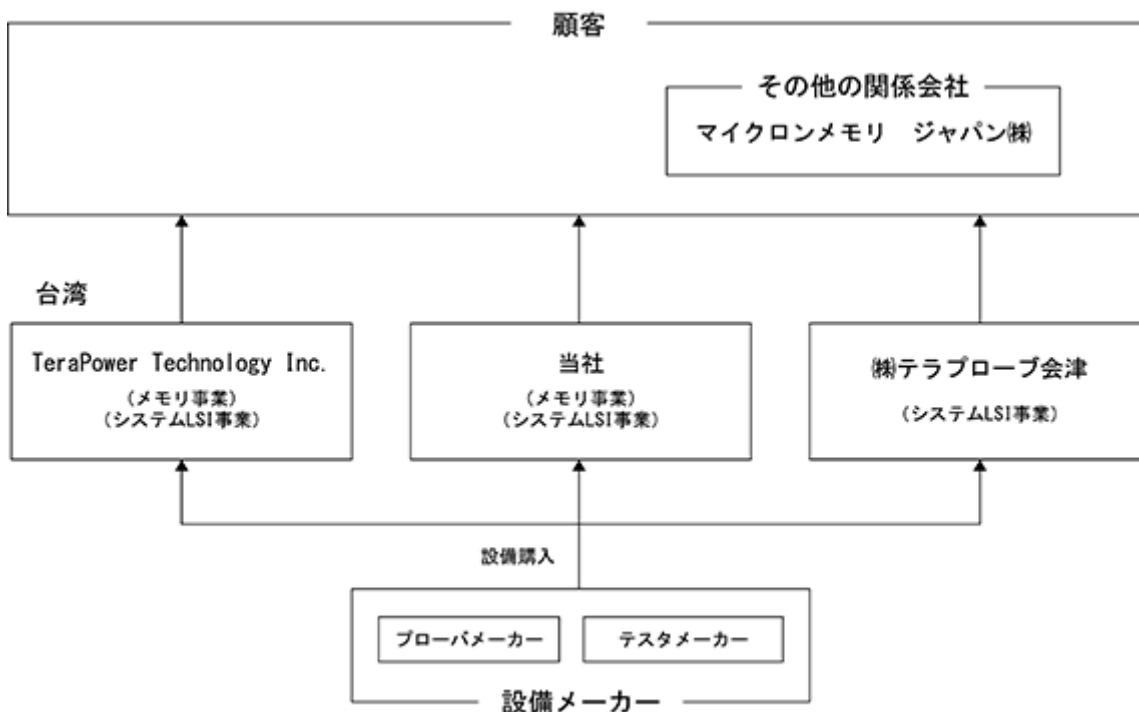 顧客
その他の関係会社
マイクロンメモリ　ジャパン㈱
台湾
TeraPower Technology Inc.
(メモリ事業)
(システムLSI事業)
当社
(メモリ事業)
(システムLSI事業)
㈱テラプローブ会津
(システムLSI事業)
設備購入
プローバメーカー
テスタメーカー
設備メーカー